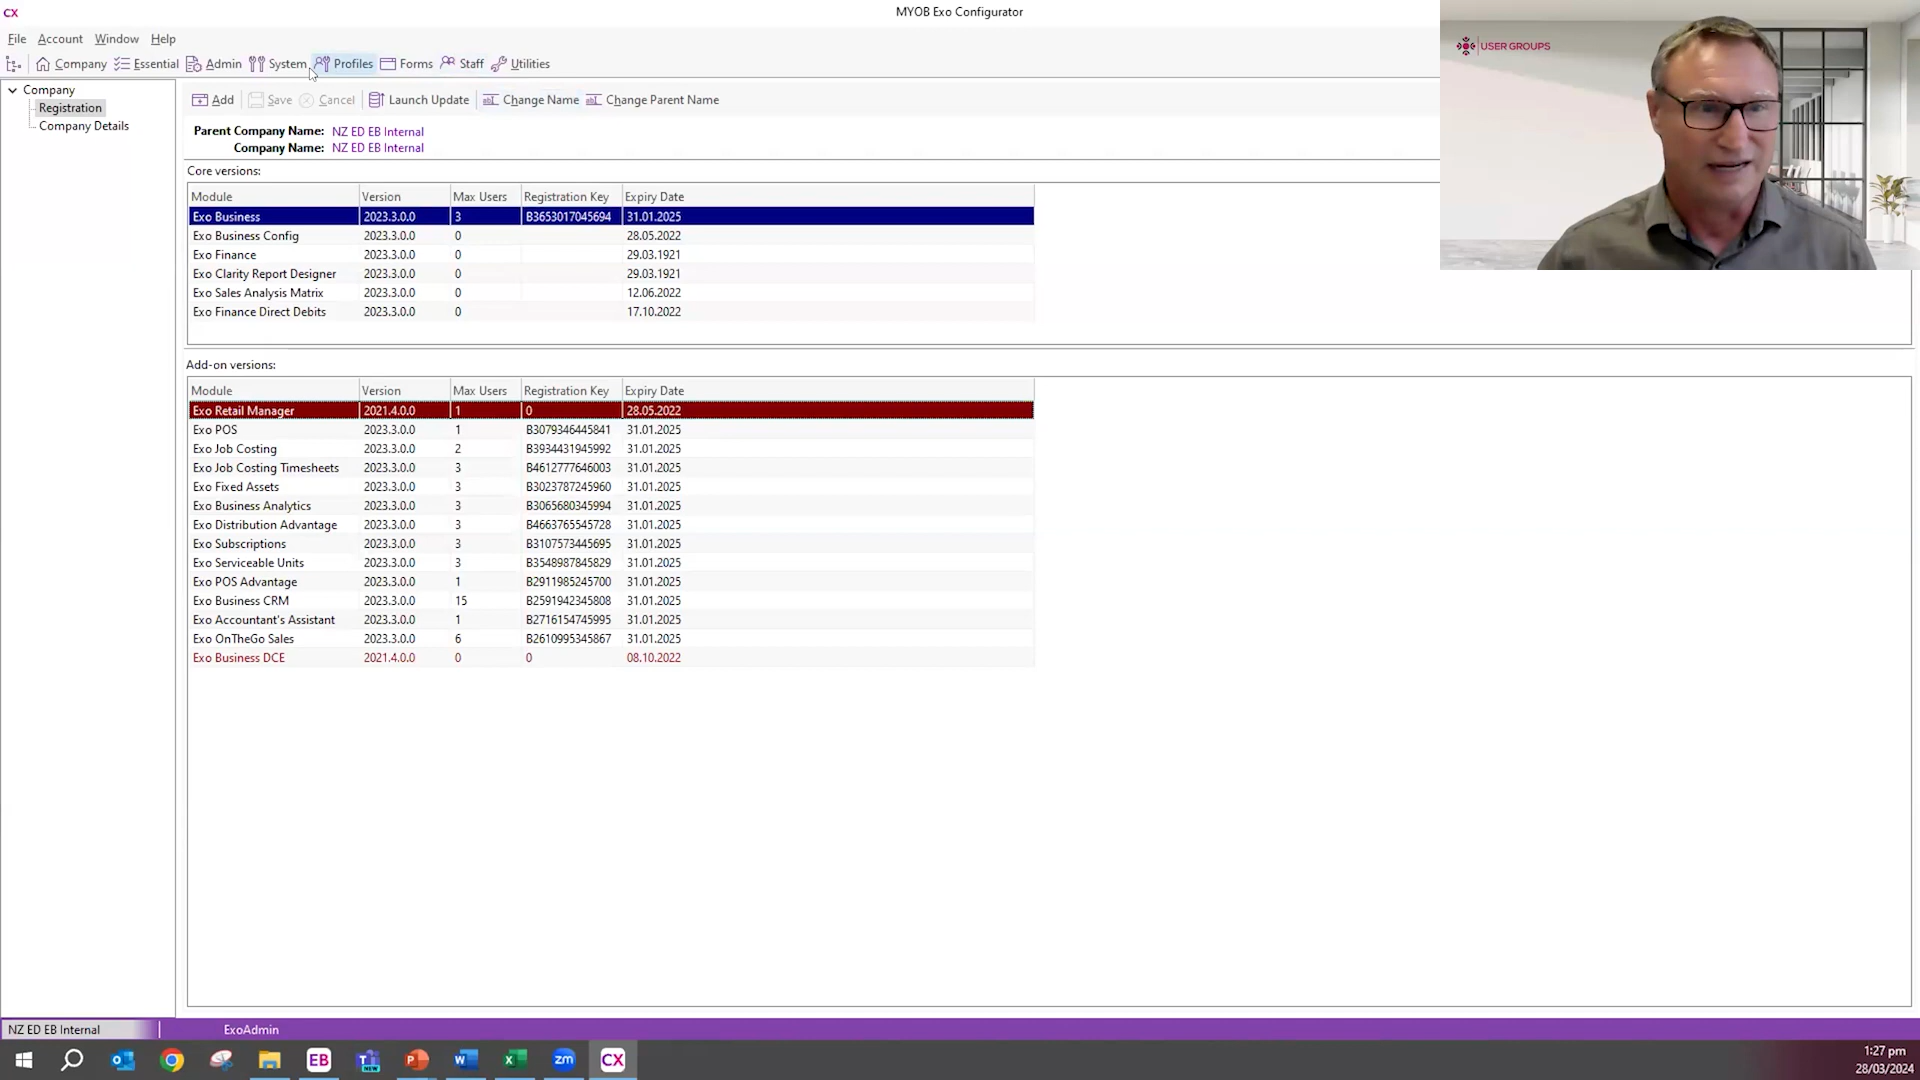 CX
MYOB Exo Configurator
File Account Window Help
Company Essential Admin System Profiles Forms Staff Utilities
USER GROUPS
Company
Registration
Company Details
Add Save Cancel Launch Update Change Name Change Parent Name
Parent Company Name: NZ ED EB Internal
Company Name: NZ ED EB Internal
Core versions:
Module Version Max Users Registration Key Expiry Date
Exo Business 2023.3.0.0 3 B3653017045694 31.01.2025
Exo Business Config 2023.3.0.0 0 28.05.2022
Exo Finance 2023.3.0.0 0 29.03.1921
Exo Clarity Report Designer 2023.3.0.0 0 29.03.1921
Exo Sales Analysis Matrix 2023.3.0.0 0 12.06.2022
Exo Finance Direct Debits 2023.3.0.0 0 17.10.2022
Add-on versions:
Module Version Max Users Registration Key Expiry Date
Exo Retail Manager 2021.4.0.0 1 0 28.05.2022
Exo POS 2023.3.0.0 1 B3079346445841 31.01.2025
Exo Job Costing 2023.3.0.0 2 B3934431945992 31.01.2025
Exo Job Costing Timesheets 2023.3.0.0 3 B4612777646003 31.01.2025
Exo Fixed Assets 2023.3.0.0 3 B3023787245960 31.01.2025
Exo Business Analytics 2023.3.0.0 3 B3065680345994 31.01.2025
Exo Distribution Advantage 2023.3.0.0 3 B4663765545728 31.01.2025
Exo Subscriptions 2023.3.0.0 3 B3107573445695 31.01.2025
Exo Serviceable Units 2023.3.0.0 3 B3548987845829 31.01.2025
Exo POS Advantage 2023.3.0.0 1 B2911985245700 31.01.2025
Exo Business CRM 2023.3.0.0 15 B2591942345808 31.01.2025
Exo Accountant's Assistant 2023.3.0.0 1 B2716154745995 31.01.2025
Exo OnTheGo Sales 2023.3.0.0 6 B2610995345867 31.01.2025
Exo Business DCE 2021.4.0.0 0 0 08.10.2022
NZ ED EB Internal ExoAdmin
EB NEW zm CX
1:27 pm
28/03/2024